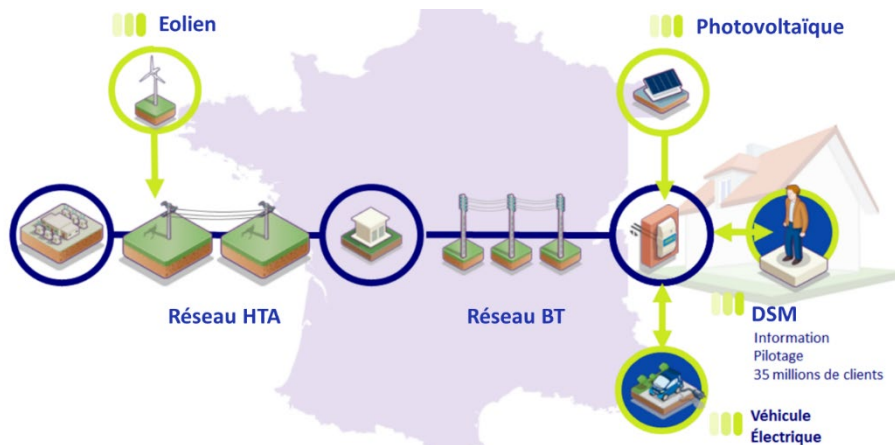 Eolien
Photovoltaïque
Réseau HTA
Réseau BT
DSM
Information
Pilotage
35 millions de clients
Véhicule
Électrique